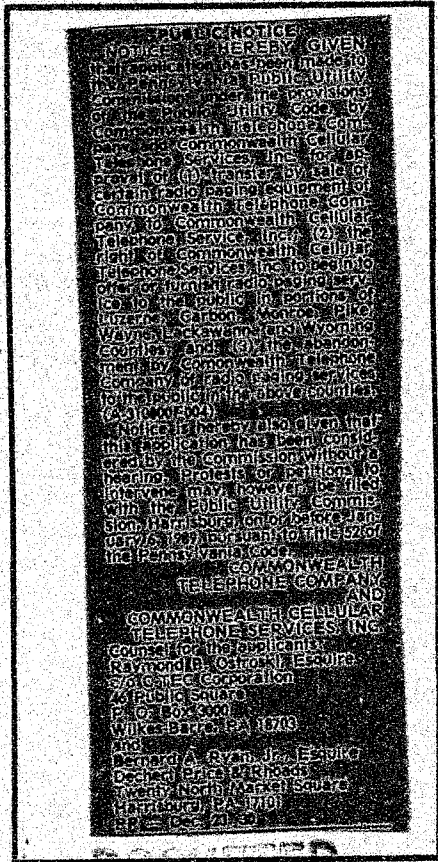 PUBLIC NOTICE
NOTICE IS HEREBY GIVEN
that application has been made to
the Pennsylvania Public Utility
Commission under the provisions
of the Public Utility Code, by
Commonwealth Telephone Com-
pany and Commonwealth Cellular
Telephone Services, Inc. for ap-
proval of (1) transfer by sale of
certain radio paging equipment of
Commonwealth Telephone Com-
pany to Commonwealth Cellular
Telephone Services, Inc., (2) the
right of Commonwealth Cellular
Telephone Services, Inc. to begin to
offer or furnish radio paging serv-
ice to the public in portions of
Luzerne, Carbon, Monroe, Pike,
Wayne, Lackawanna and Wyoming
Counties and (3) the abandon-
ment by Commonwealth Telephone
Company of radio paging services
to the public in the above counties.
(A-310800F004)
Notice is hereby also given that
this application has been consid-
ered by the Commission without a
hearing. Protests or petitions to
intervene may, however, be filed
with the Public Utility Commis-
sion, Harrisburg, on or before Jan-
uary 6, 1989, pursuant to Title 52 of
the Pennsylvania Code.
COMMONWEALTH
TELEPHONE COMPANY
AND
COMMONWEALTH CELLULAR
TELEPHONE SERVICES, INC.
Counsel for the applicants:
Raymond B. Ostroski, Esquire
c/o C-TEC Corporation
46 Public Square
P. O. Box 3000
Wilkes-Barre, PA 18703
and
Bernard A. Ryan, Jr., Esquire
Dechert Price & Rhoads
Twenty North Market Square
Harrisburg, PA 17101
Dec. 23, 30